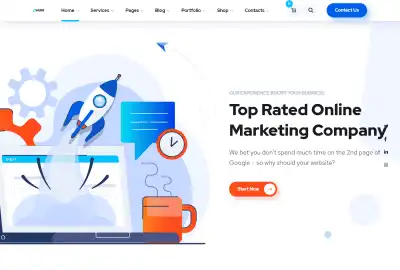 Home Services Pages Blog Portfolio Shop Contacts Contact Us
OUR EXPERIENCE BOOST YOUR BUSINESS
Top Rated Online
Marketing Company
We bet you don't spend much time on the 2nd page of
Google - so why should your website?
Start Now
in